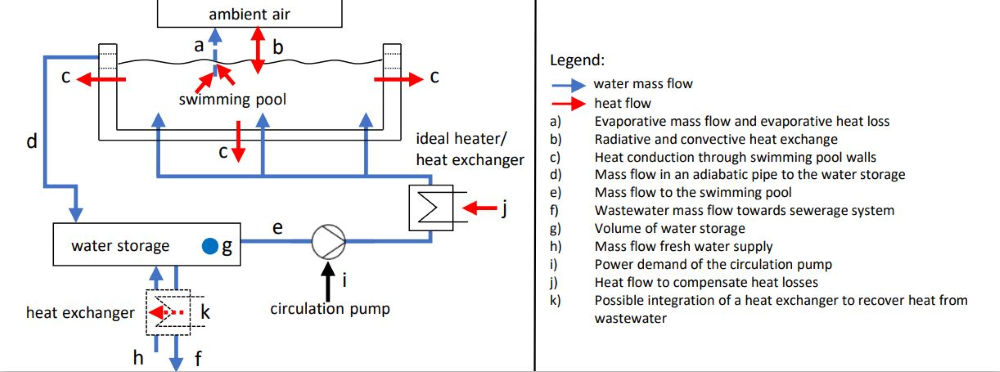 ambient air
a
b
c
c
swimming pool
d
c
ideal heater/
heat exchanger
j
e
water storage
g
i
circulation pump
heat exchanger
k
h
f
Legend:
water mass flow
heat flow
a) Evaporative mass flow and evaporative heat loss
b) Radiative and convective heat exchange
c) Heat conduction through swimming pool walls
d) Mass flow in an adiabatic pipe to the water storage
e) Mass flow to the swimming pool
f) Wastewater mass flow towards sewerage system
g) Volume of water storage
h) Mass flow fresh water supply
i) Power demand of the circulation pump
j) Heat flow to compensate heat losses
k) Possible integration of a heat exchanger to recover heat from
wastewater